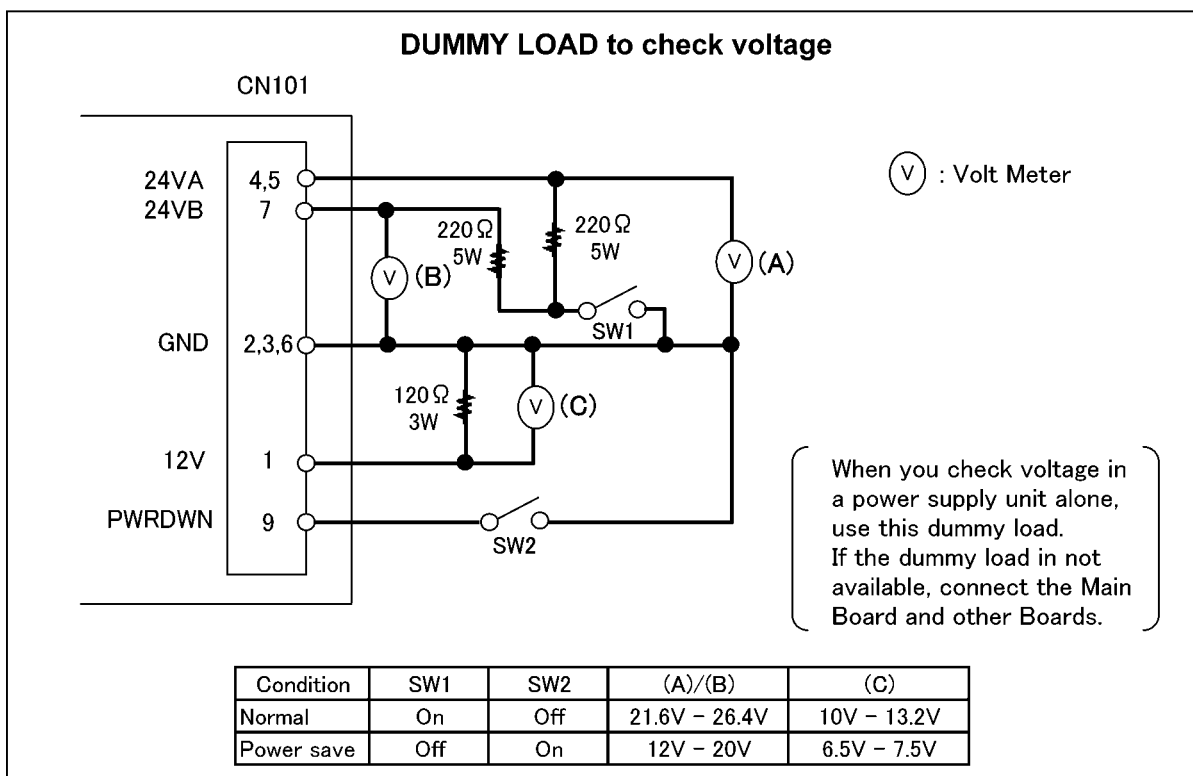 DUMMY LOAD to check voltage
CN101
24VA 4,5
24VB 7
GND 2,3,6
12V 1
PWRDWN 9
220Ω
5W
220Ω
5W
V (B)
V (A)
SW1
120Ω
3W
V (C)
SW2
V : Volt Meter
When you check voltage in
a power supply unit alone,
use this dummy load.
If the dummy load in not
available, connect the Main
Board and other Boards.
Condition SW1 SW2 (A)/(B) (C)
Normal On Off 21.6V - 26.4V 10V - 13.2V
Power save Off On 12V - 20V 6.5V - 7.5V